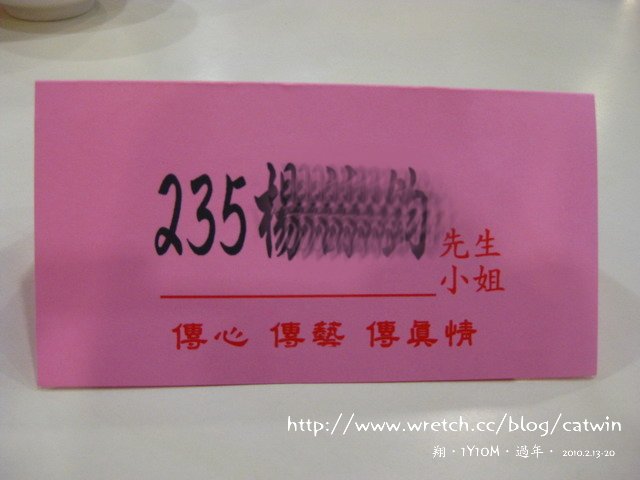 235楊
先生
小姐
傳心 傳藝 傳真情
http://www.wretch.cc/blog/catwin
翔·1Y10M·過年· 2010.2.13-20